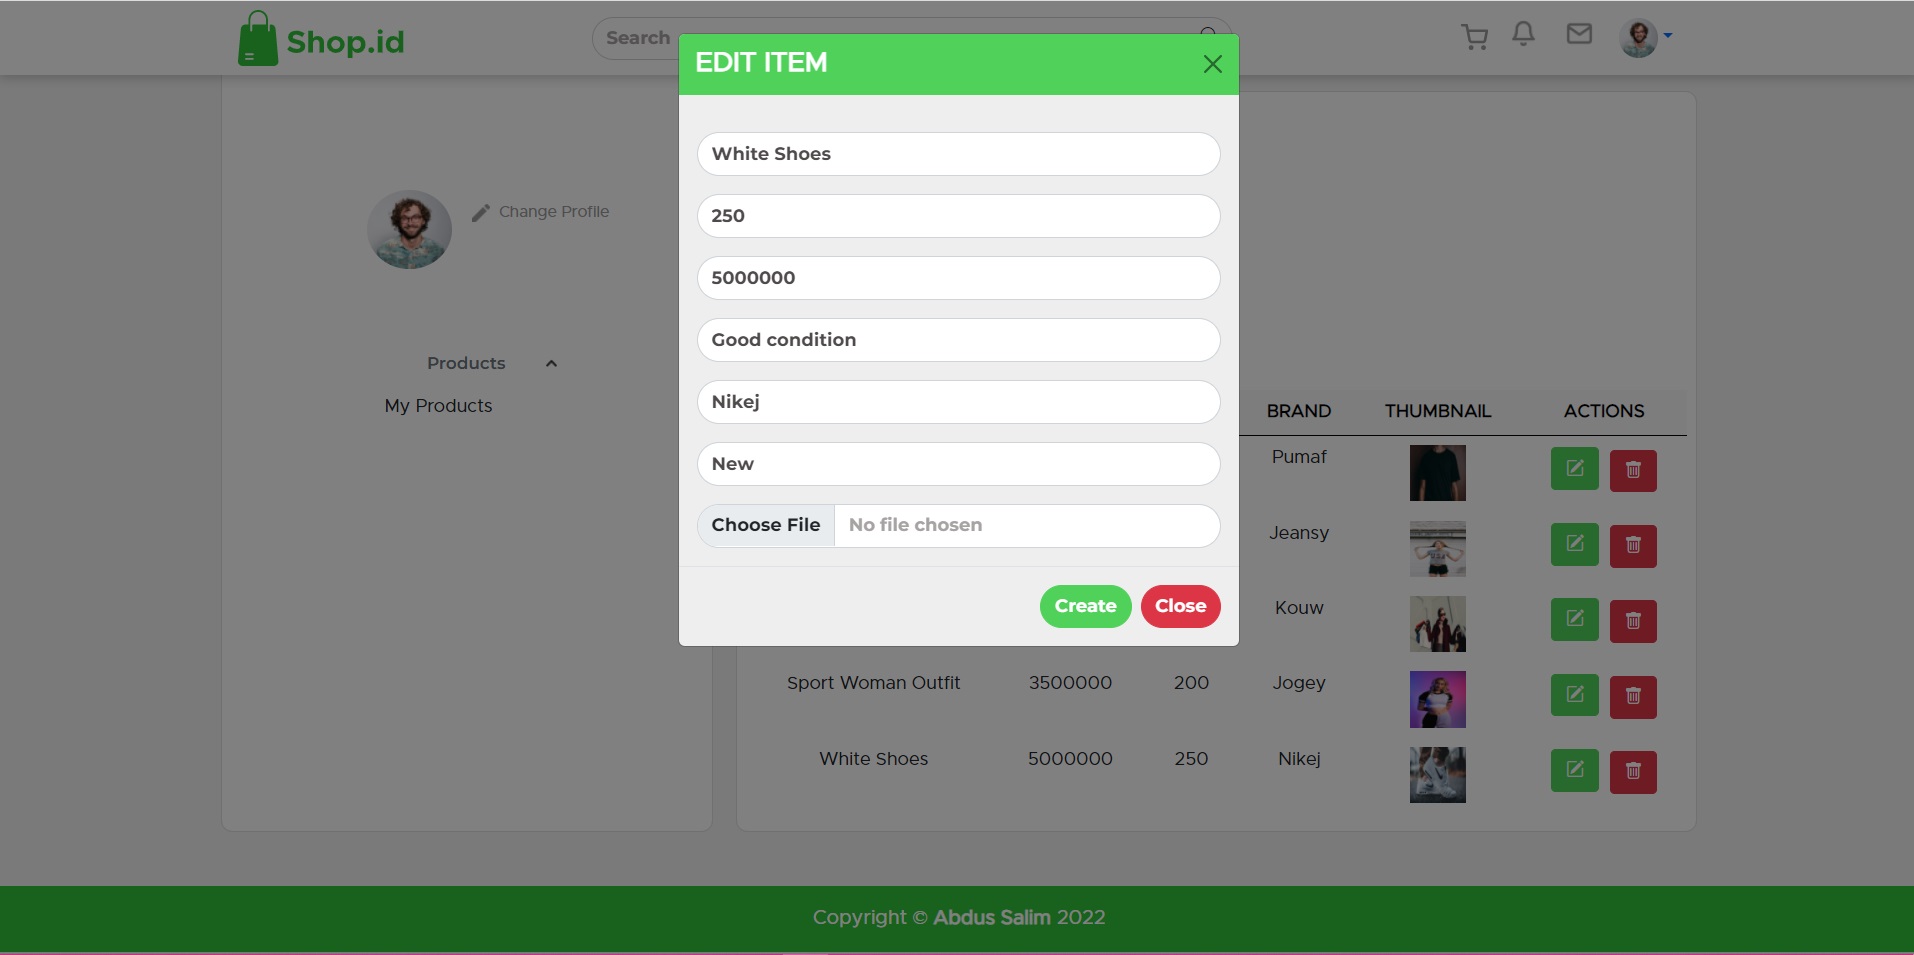 Shop.id
Search
EDIT ITEM
White Shoes
250
5000000
Good condition
Nikej
New
Choose File No file chosen
Create Close
Change Profile
Products
My Products
BRAND THUMBNAIL ACTIONS
Pumaf
Jeansy
Kouw
Sport Woman Outfit 3500000 200 Jogey
White Shoes 5000000 250 Nikej
Copyright © Abdus Salim 2022